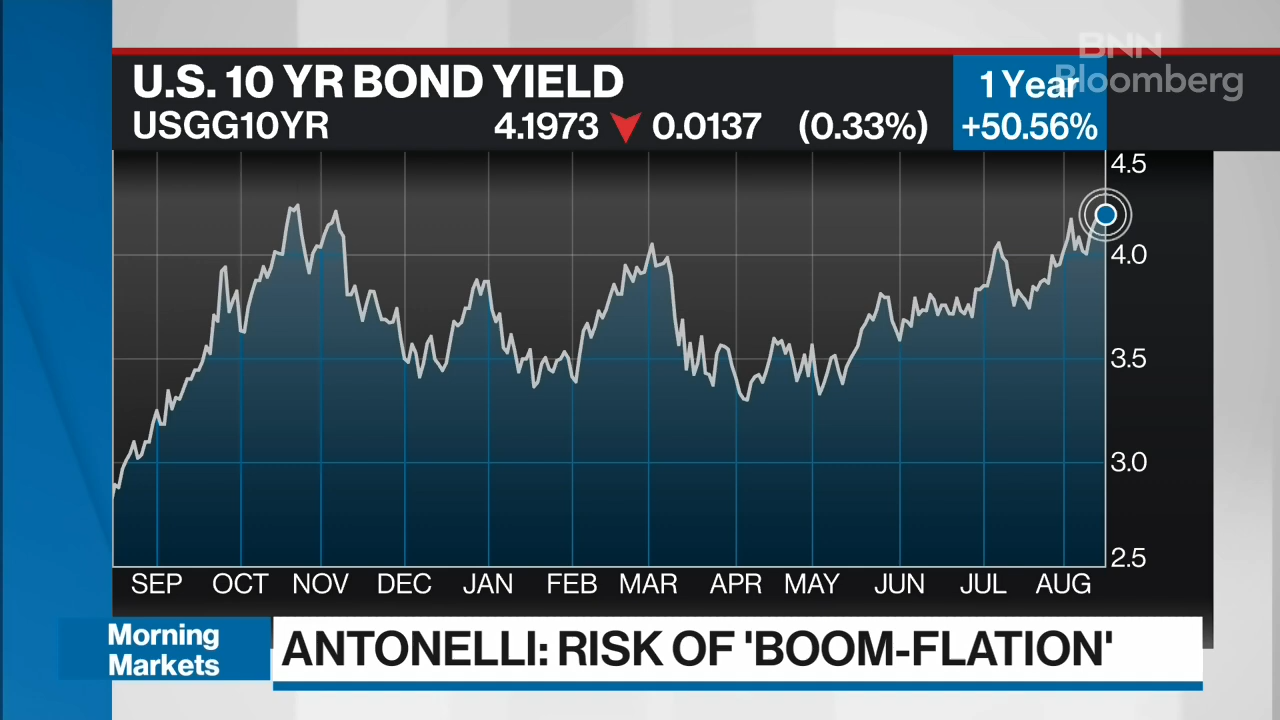 BNN
Bloomberg
U.S. 10 YR BOND YIELD
USGG10YR 4.1973 ▼ 0.0137 (0.33%)
1 Year
+50.56%
4.5
4.0
3.5
3.0
2.5
SEP OCT NOV DEC JAN FEB MAR APR MAY JUN JUL AUG
Morning
Markets
ANTONELLI: RISK OF 'BOOM-FLATION'